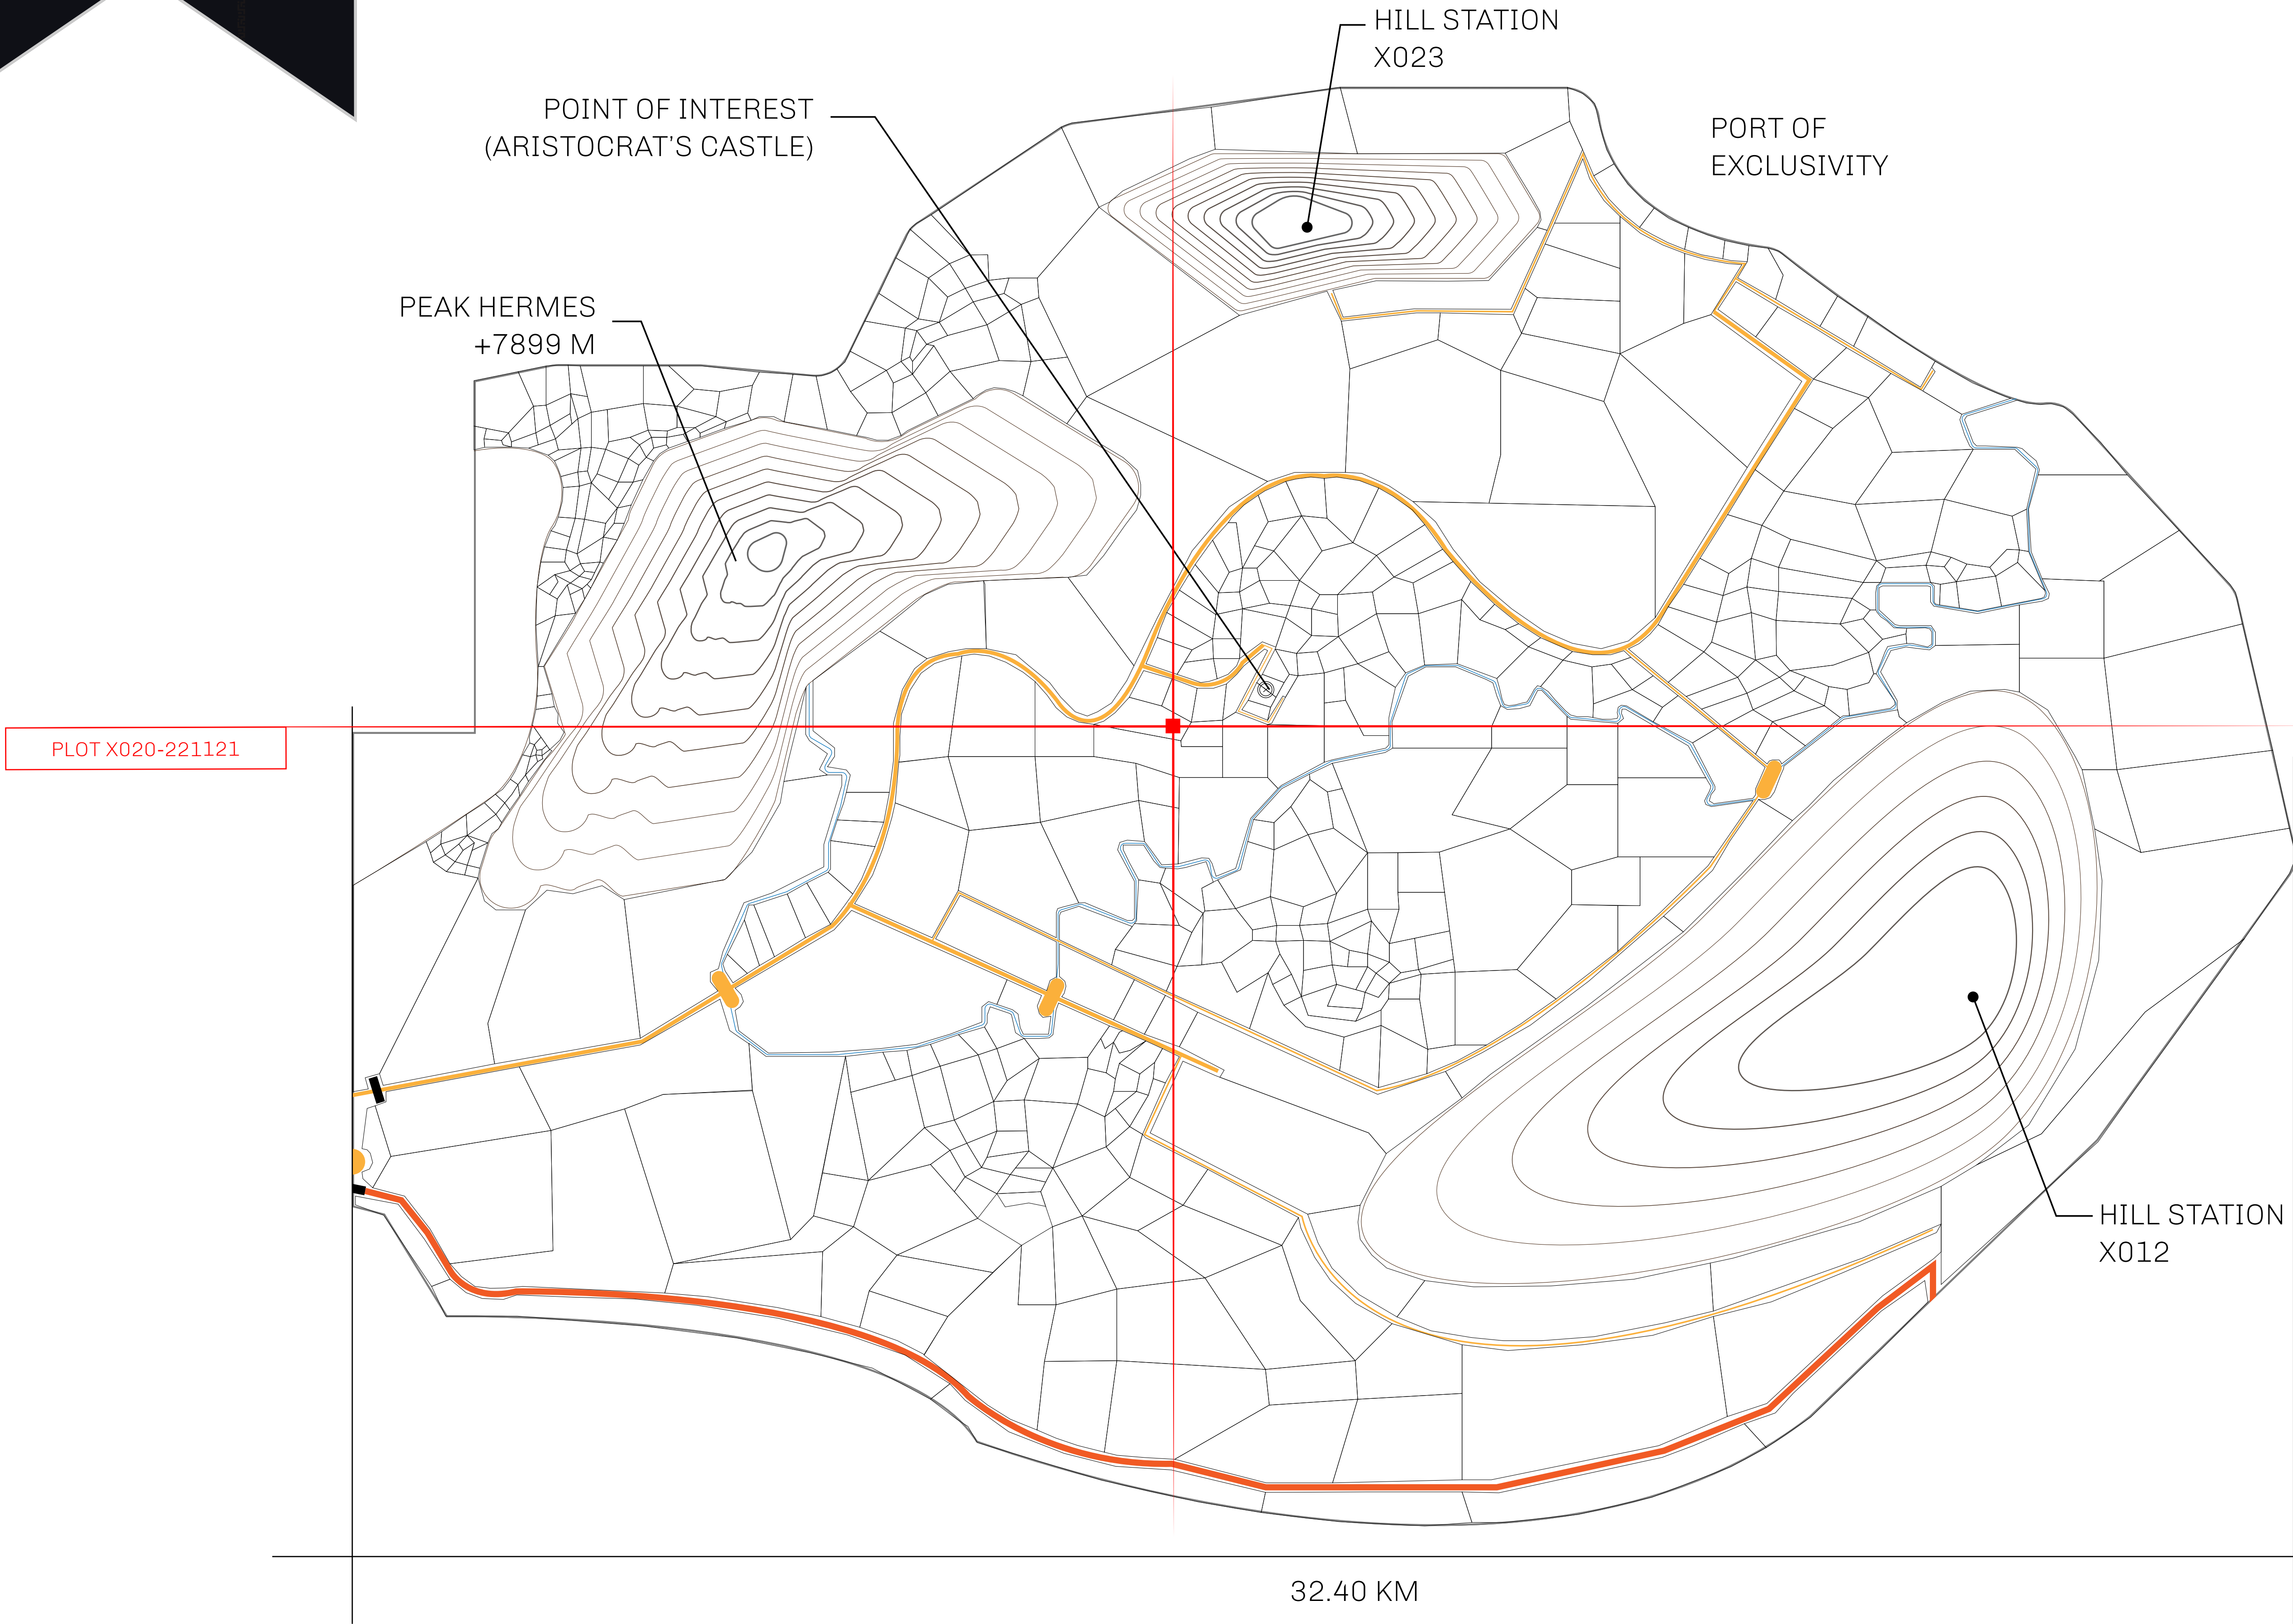 HILL STATION
X023
POINT OF INTEREST
(ARISTOCRAT'S CASTLE)
PORT OF
EXCLUSIVITY
PEAK HERMES
+7899 M
PLOT X020-221121
HILL STATION
X012
32.40 KM